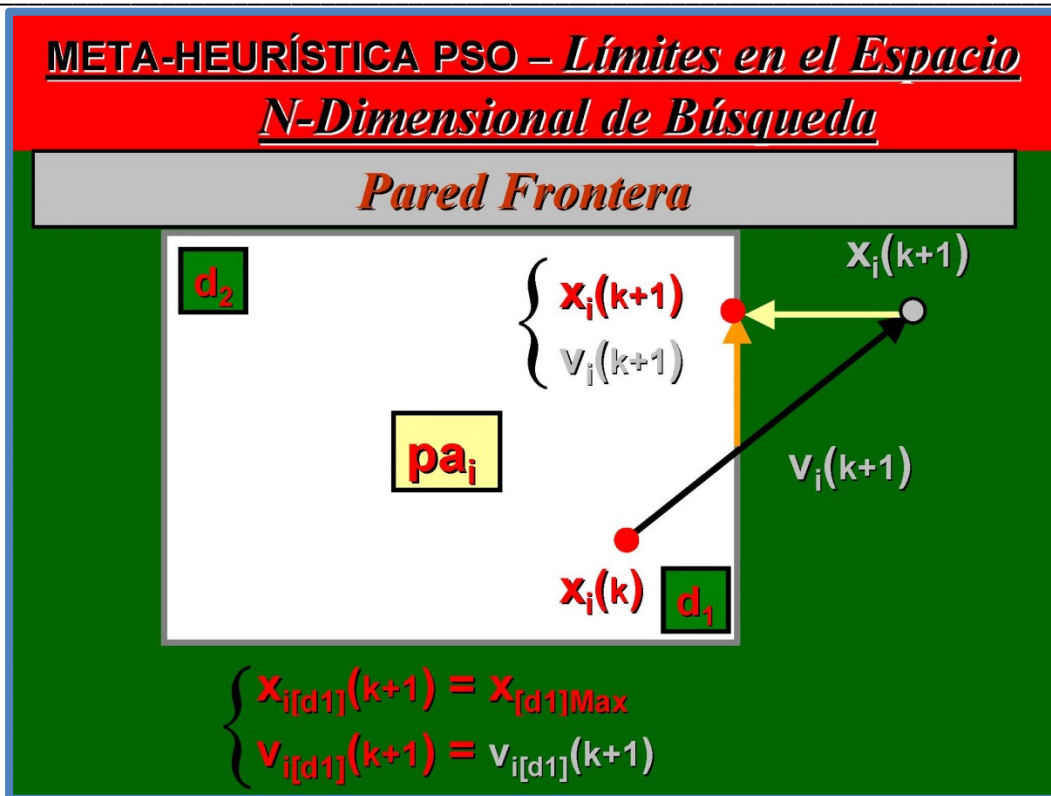 META-HEURÍSTICA PSO – Límites en el Espacio
N-Dimensional de Búsqueda
Pared Frontera
d2
xi(k+1)
vi(k+1)
xi(k+1)
pai
vi(k+1)
xi(k)
d1
xi[d1](k+1) = x[d1]Max
vi[d1](k+1) = vi[d1](k+1)